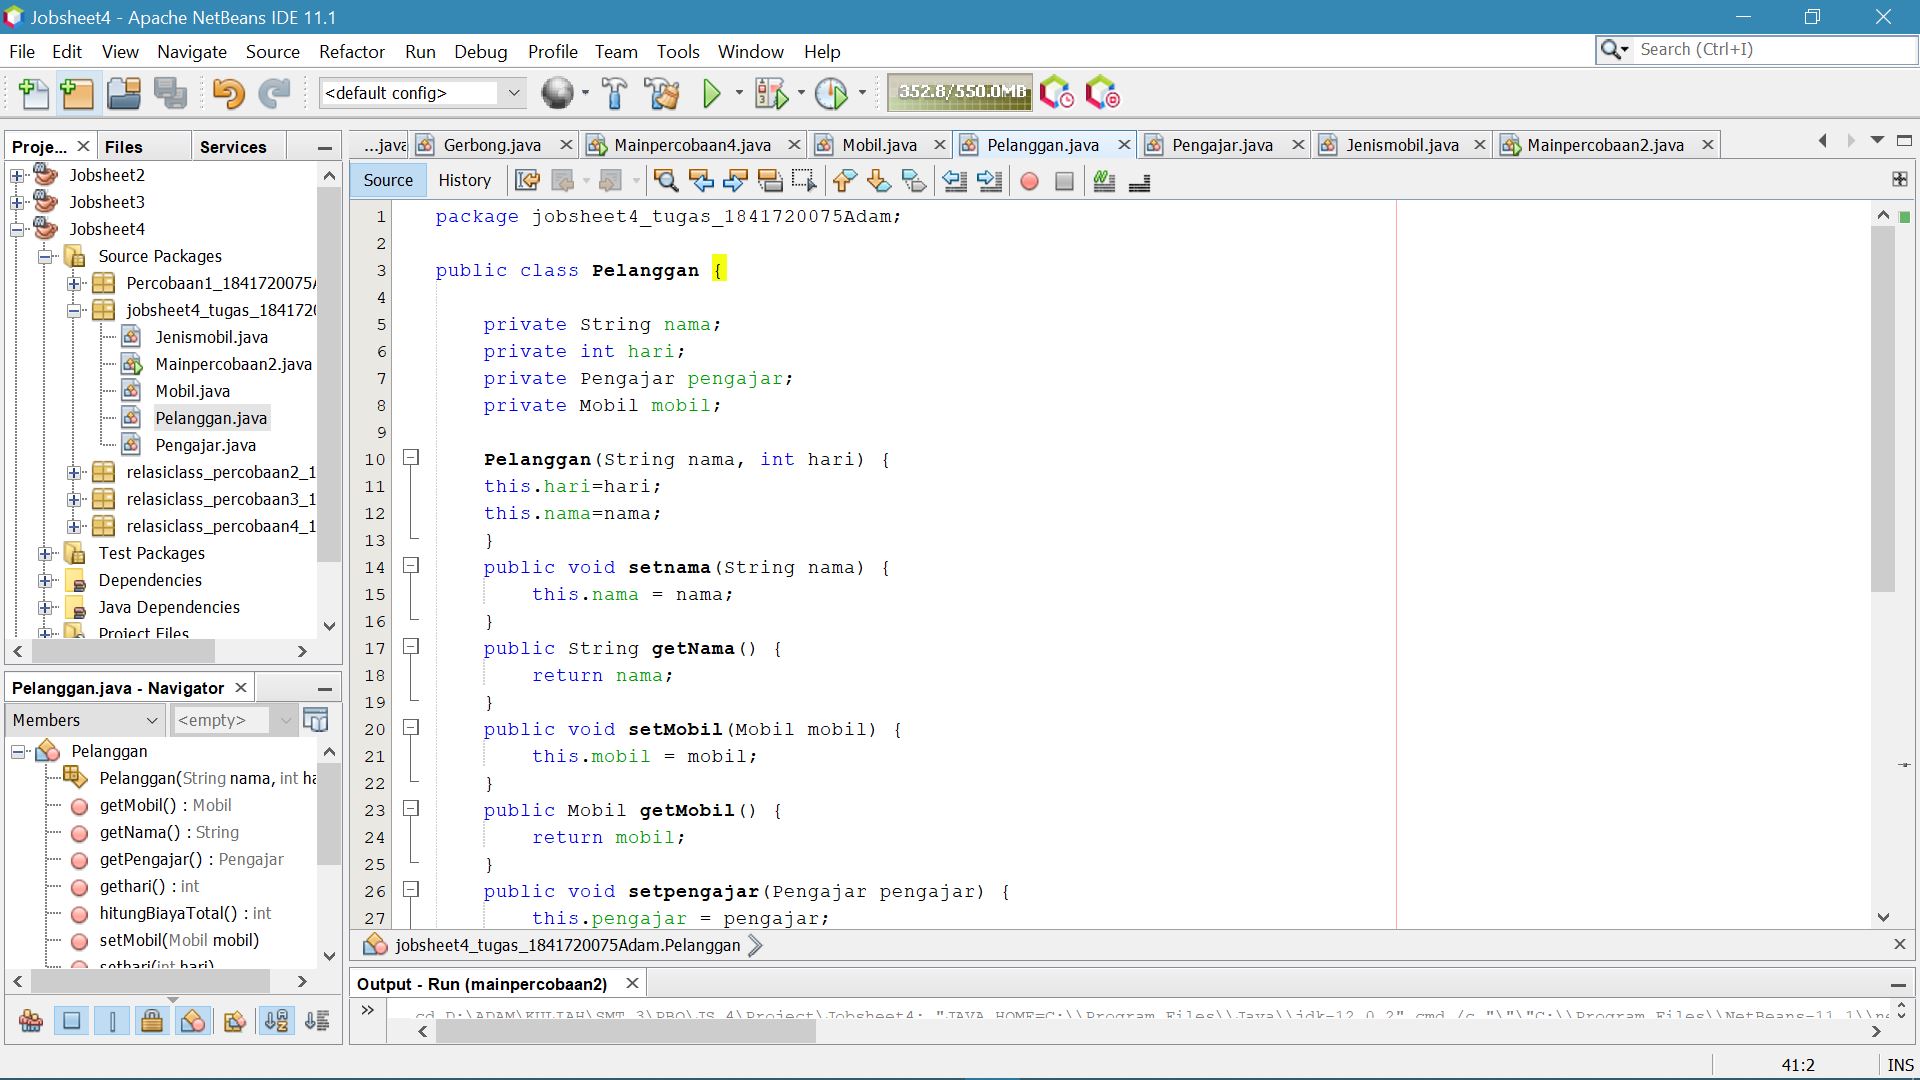 Jobsheet4 - Apache NetBeans IDE 11.1
File Edit View Navigate Source Refactor Run Debug Profile Team Tools Window Help
Search (Ctrl+I)
<default config>
352.8/550.0MB
Proje... Files Services
...java Gerbong.java Mainpercobaan4.java Mobil.java Pelanggan.java Pengajar.java Jenismobil.java Mainpercobaan2.java
Source History
Jobsheet2
Jobsheet3
Jobsheet4
Source Packages
Percobaan1_1841720075A
jobsheet4_tugas_1841720
Jenismobil.java
Mainpercobaan2.java
Mobil.java
Pelanggan.java
Pengajar.java
relasiclass_percobaan2_1
relasiclass_percobaan3_1
relasiclass_percobaan4_1
Test Packages
Dependencies
Java Dependencies
Project Files
Pelanggan.java - Navigator
Members <empty>
Pelanggan
Pelanggan(String nama, int ha
getMobil() : Mobil
getNama() : String
getPengajar() : Pengajar
gethari() : int
hitungBiayaTotal() : int
setMobil(Mobil mobil)
sethari(int hari)
1 package jobsheet4_tugas_1841720075Adam;
2
3 public class Pelanggan {
4
5 private String nama;
6 private int hari;
7 private Pengajar pengajar;
8 private Mobil mobil;
9
10 Pelanggan(String nama, int hari) {
11 this.hari=hari;
12 this.nama=nama;
13 }
14 public void setnama(String nama) {
15 this.nama = nama;
16 }
17 public String getNama() {
18 return nama;
19 }
20 public void setMobil(Mobil mobil) {
21 this.mobil = mobil;
22 }
23 public Mobil getMobil() {
24 return mobil;
25 }
26 public void setpengajar(Pengajar pengajar) {
27 this.pengajar = pengajar;
jobsheet4_tugas_1841720075Adam.Pelanggan
Output - Run (mainpercobaan2)
cd D:\ADAM\KULIAH\SMT 3\PBO\JS 4\Project\Jobsheet4; "JAVA_HOME=C:\\Program Files\\Java\\jdk-12.0.2" cmd /c "\"\"C:\\Program Files\\NetBeans-11.1\\ne
41:2 INS